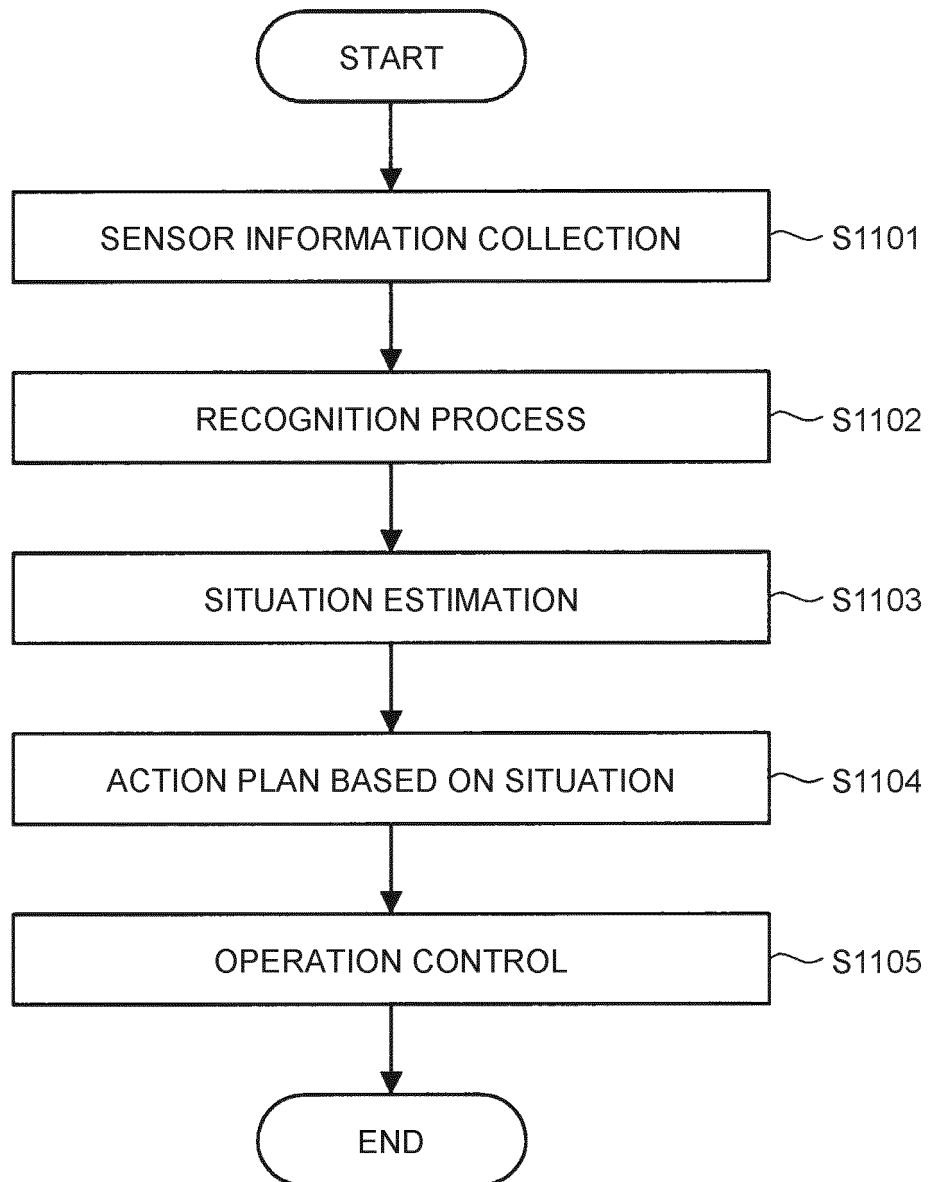 START
SENSOR INFORMATION COLLECTION S1101
RECOGNITION PROCESS S1102
SITUATION ESTIMATION S1103
ACTION PLAN BASED ON SITUATION S1104
OPERATION CONTROL S1105
END